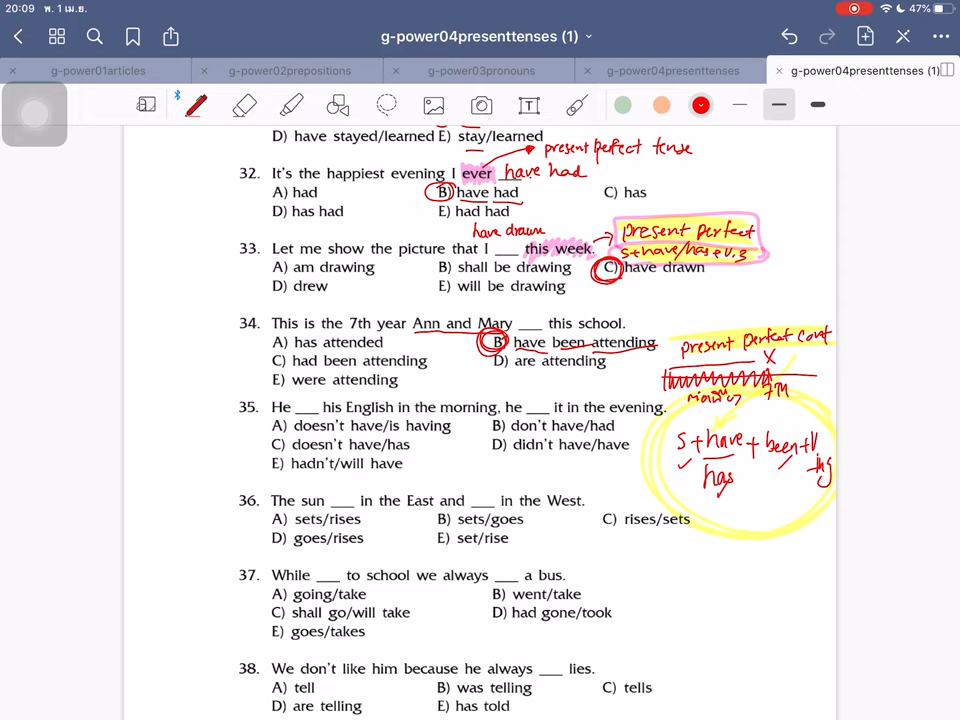 20:09 พ. 1 เม.ย. 47%
g-power04presenttenses (1)
g-power01articles
g-power02prepositions
g-power03pronouns
g-power04presenttenses
g-power04presenttenses (1)
D) have stayed/learned E) stay/learned
present perfect tense
32. It's the happiest evening I ever ___ have had
A) had B) have had C) has
D) has had E) had had
have drawn
present perfect
33. Let me show the picture that I ___ this week.
s+have/has+v.3
A) am drawing B) shall be drawing C) have drawn
D) drew E) will be drawing
34. This is the 7th year Ann and Mary ___ this school.
A) has attended B) have been attending
present perfect cont
C) had been attending D) are attending
x
E) were attending
7th
35. He ___ his English in the morning, he ___ it in the evening.
A) doesn't have/is having B) don't have/had
C) doesn't have/has D) didn't have/have
E) hadn't/will have
s + have + been + V ing
has
36. The sun ___ in the East and ___ in the West.
A) sets/rises B) sets/goes C) rises/sets
D) goes/rises E) set/rise
37. While ___ to school we always ___ a bus.
A) going/take B) went/take
C) shall go/will take D) had gone/took
E) goes/takes
38. We don't like him because he always ___ lies.
A) tell B) was telling C) tells
D) are telling E) has told